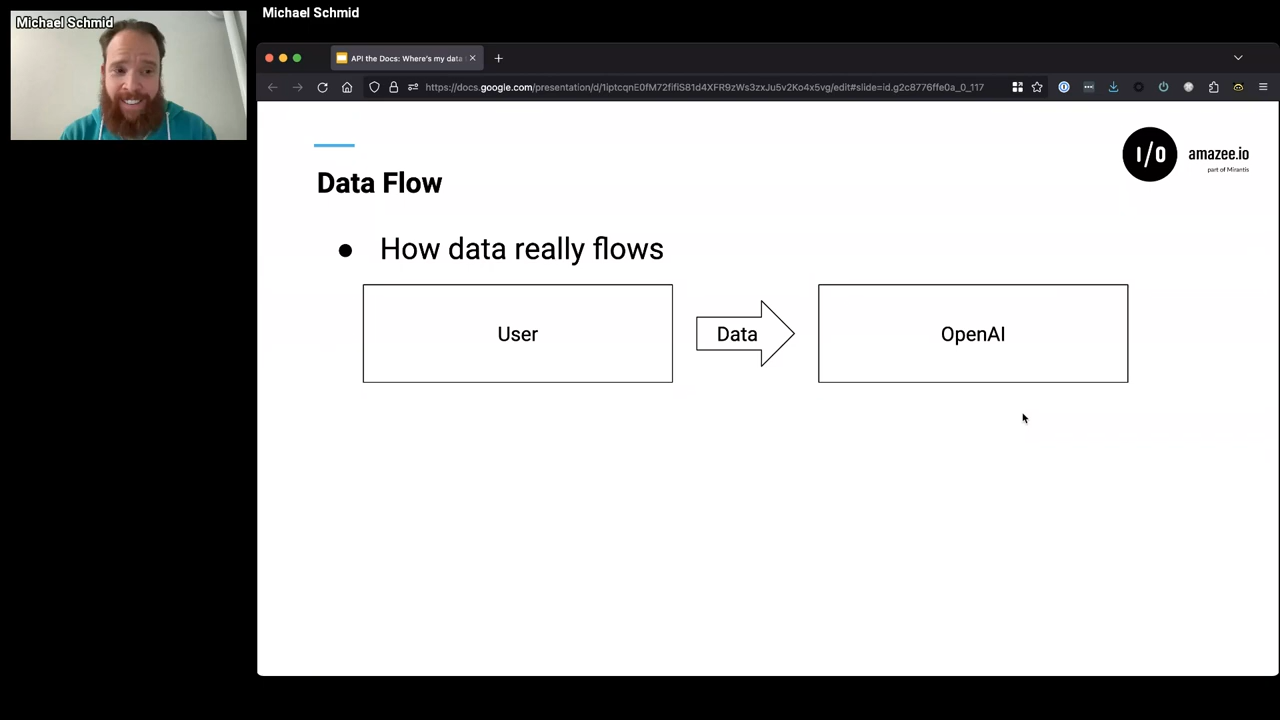 Michael Schmid
Michael Schmid
API the Docs: Where's my data
https://docs.google.com/presentation/d/1iptcqnE0fM72fifiS81d4XFR9zWs3zxJu5v2Ko4x5vg/edit#slide=id.g2c8776ffe0a_0_117
I/O
amazee.io
part of Mirantis
Data Flow
● How data really flows
User
Data
OpenAI